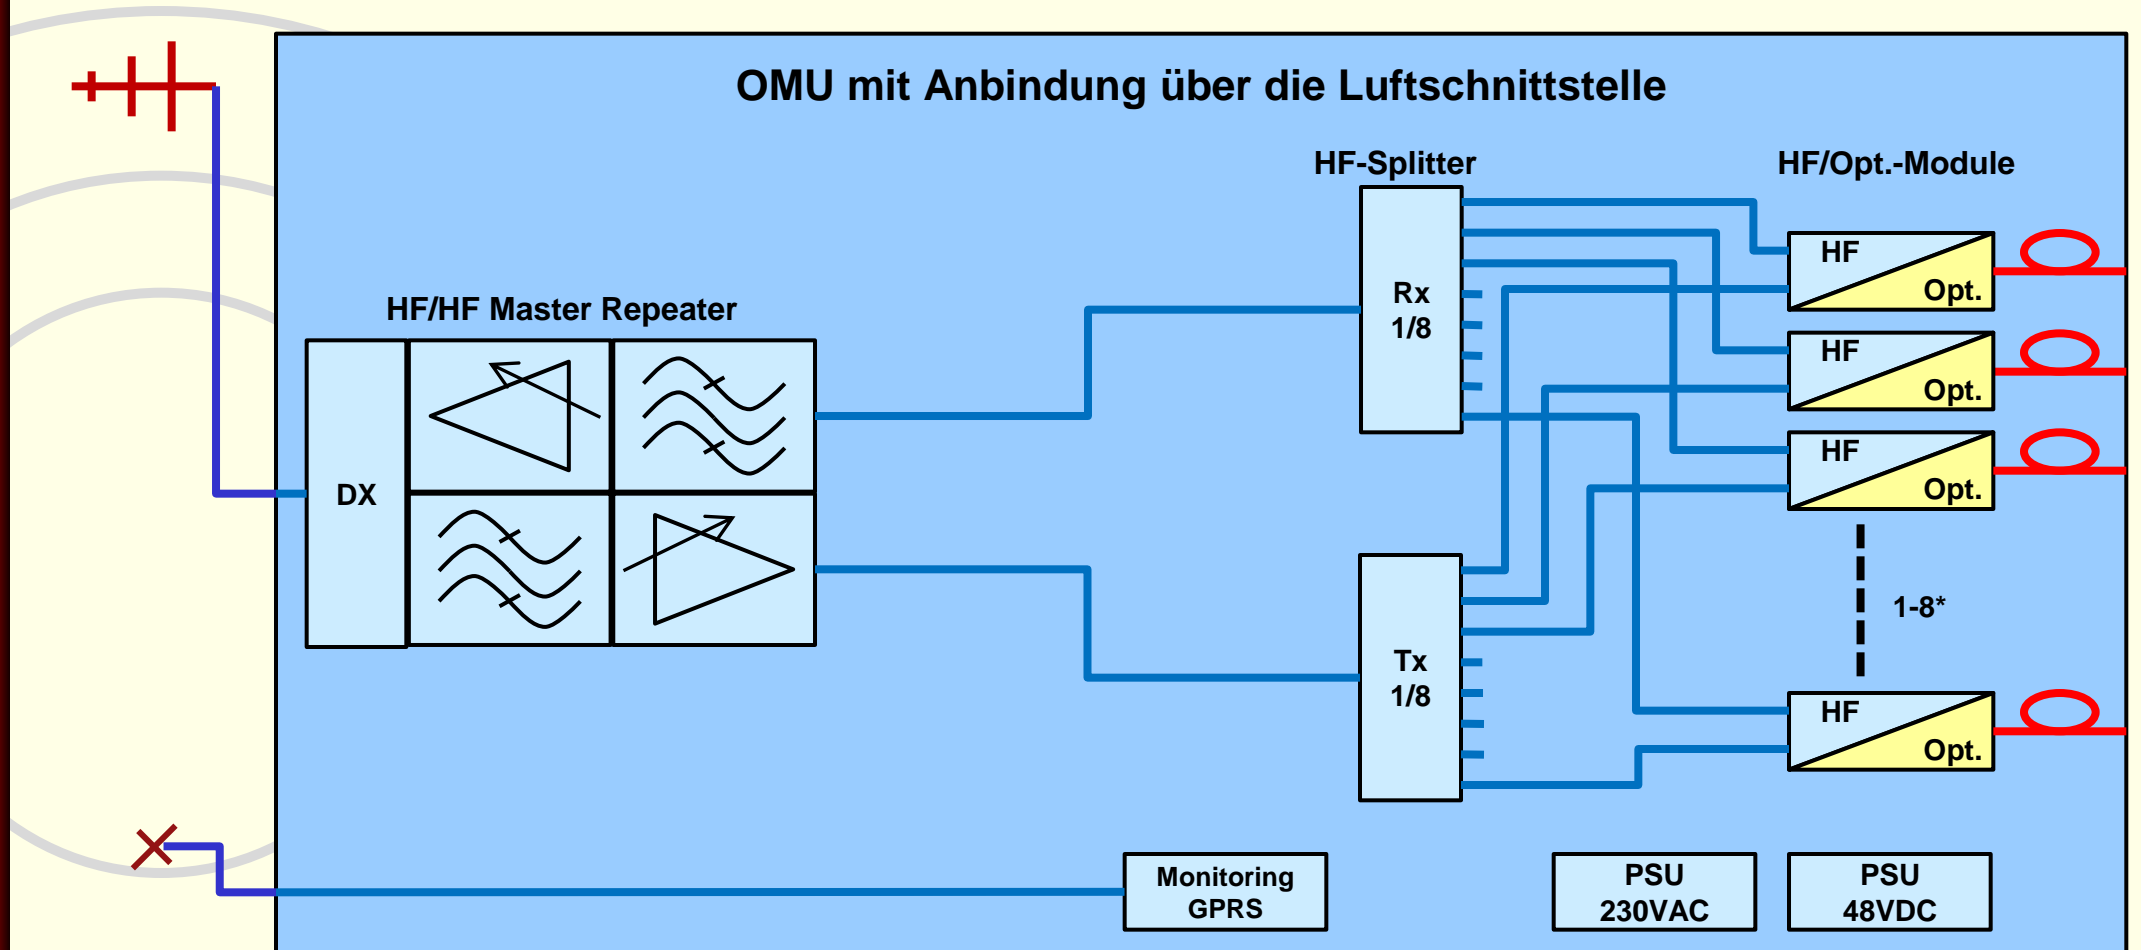 OMU mit Anbindung über die Luftschnittstelle
HF-Splitter
HF/Opt.-Module
HF/HF Master Repeater
DX
Rx
1/8
Tx
1/8
HF
Opt.
HF
Opt.
HF
Opt.
1-8*
HF
Opt.
Monitoring
GPRS
PSU
230VAC
PSU
48VDC